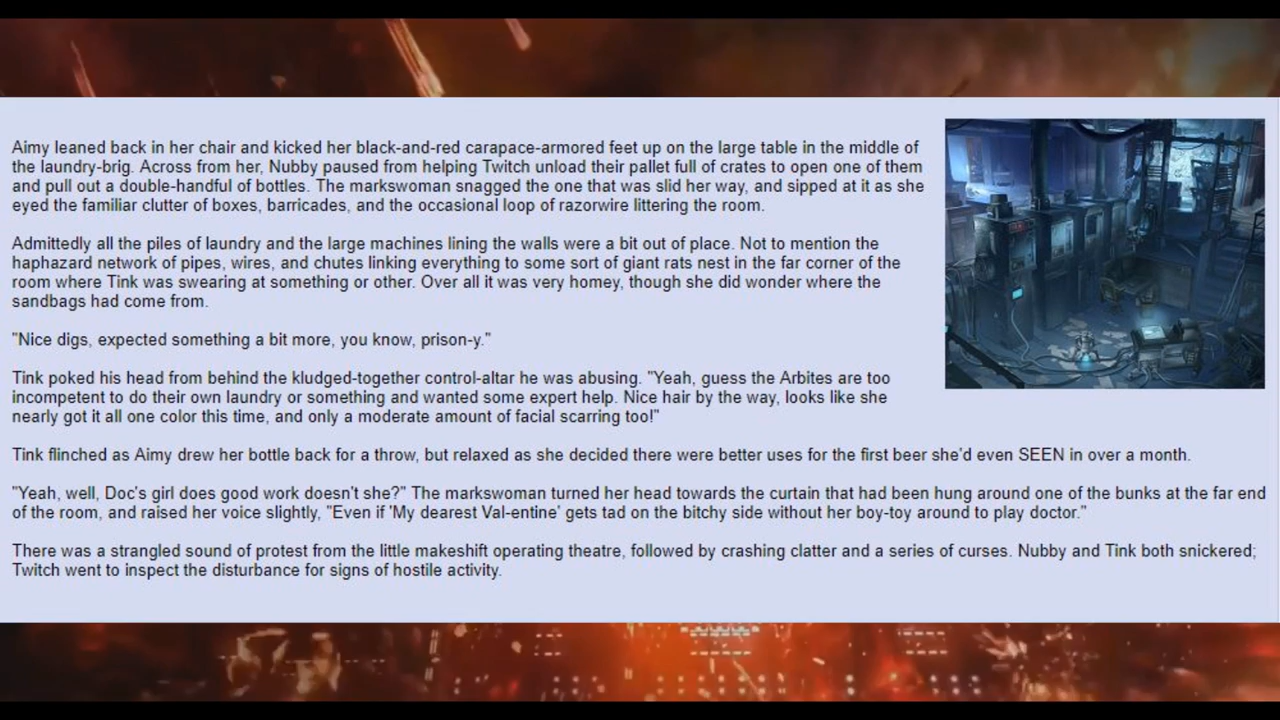 Aimy leaned back in her chair and kicked her black-and-red carapace-armored feet up on the large table in the middle of
the laundry-brig. Across from her, Nubby paused from helping Twitch unload their pallet full of crates to open one of them
and pull out a double-handful of bottles. The markswoman snagged the one that was slid her way, and sipped at it as she
eyed the familiar clutter of boxes, barricades, and the occasional loop of razorwire littering the room.
Admittedly all the piles of laundry and the large machines lining the walls were a bit out of place. Not to mention the
haphazard network of pipes, wires, and chutes linking everything to some sort of giant rats nest in the far corner of the
room where Tink was swearing at something or other. Over all it was very homey, though she did wonder where the
sandbags had come from.
"Nice digs, expected something a bit more, you know, prison-y."
Tink poked his head from behind the kludged-together control-altar he was abusing. "Yeah, guess the Arbites are too
incompetent to do their own laundry or something and wanted some expert help. Nice hair by the way, looks like she
nearly got it all one color this time, and only a moderate amount of facial scarring too!"
Tink flinched as Aimy drew her bottle back for a throw, but relaxed as she decided there were better uses for the first beer she'd even SEEN in over a month.
"Yeah, well, Doc's girl does good work doesn't she?" The markswoman turned her head towards the curtain that had been hung around one of the bunks at the far end
of the room, and raised her voice slightly, "Even if 'My dearest Val-entine' gets tad on the bitchy side without her boy-toy around to play doctor."
There was a strangled sound of protest from the little makeshift operating theatre, followed by crashing clatter and a series of curses. Nubby and Tink both snickered;
Twitch went to inspect the disturbance for signs of hostile activity.